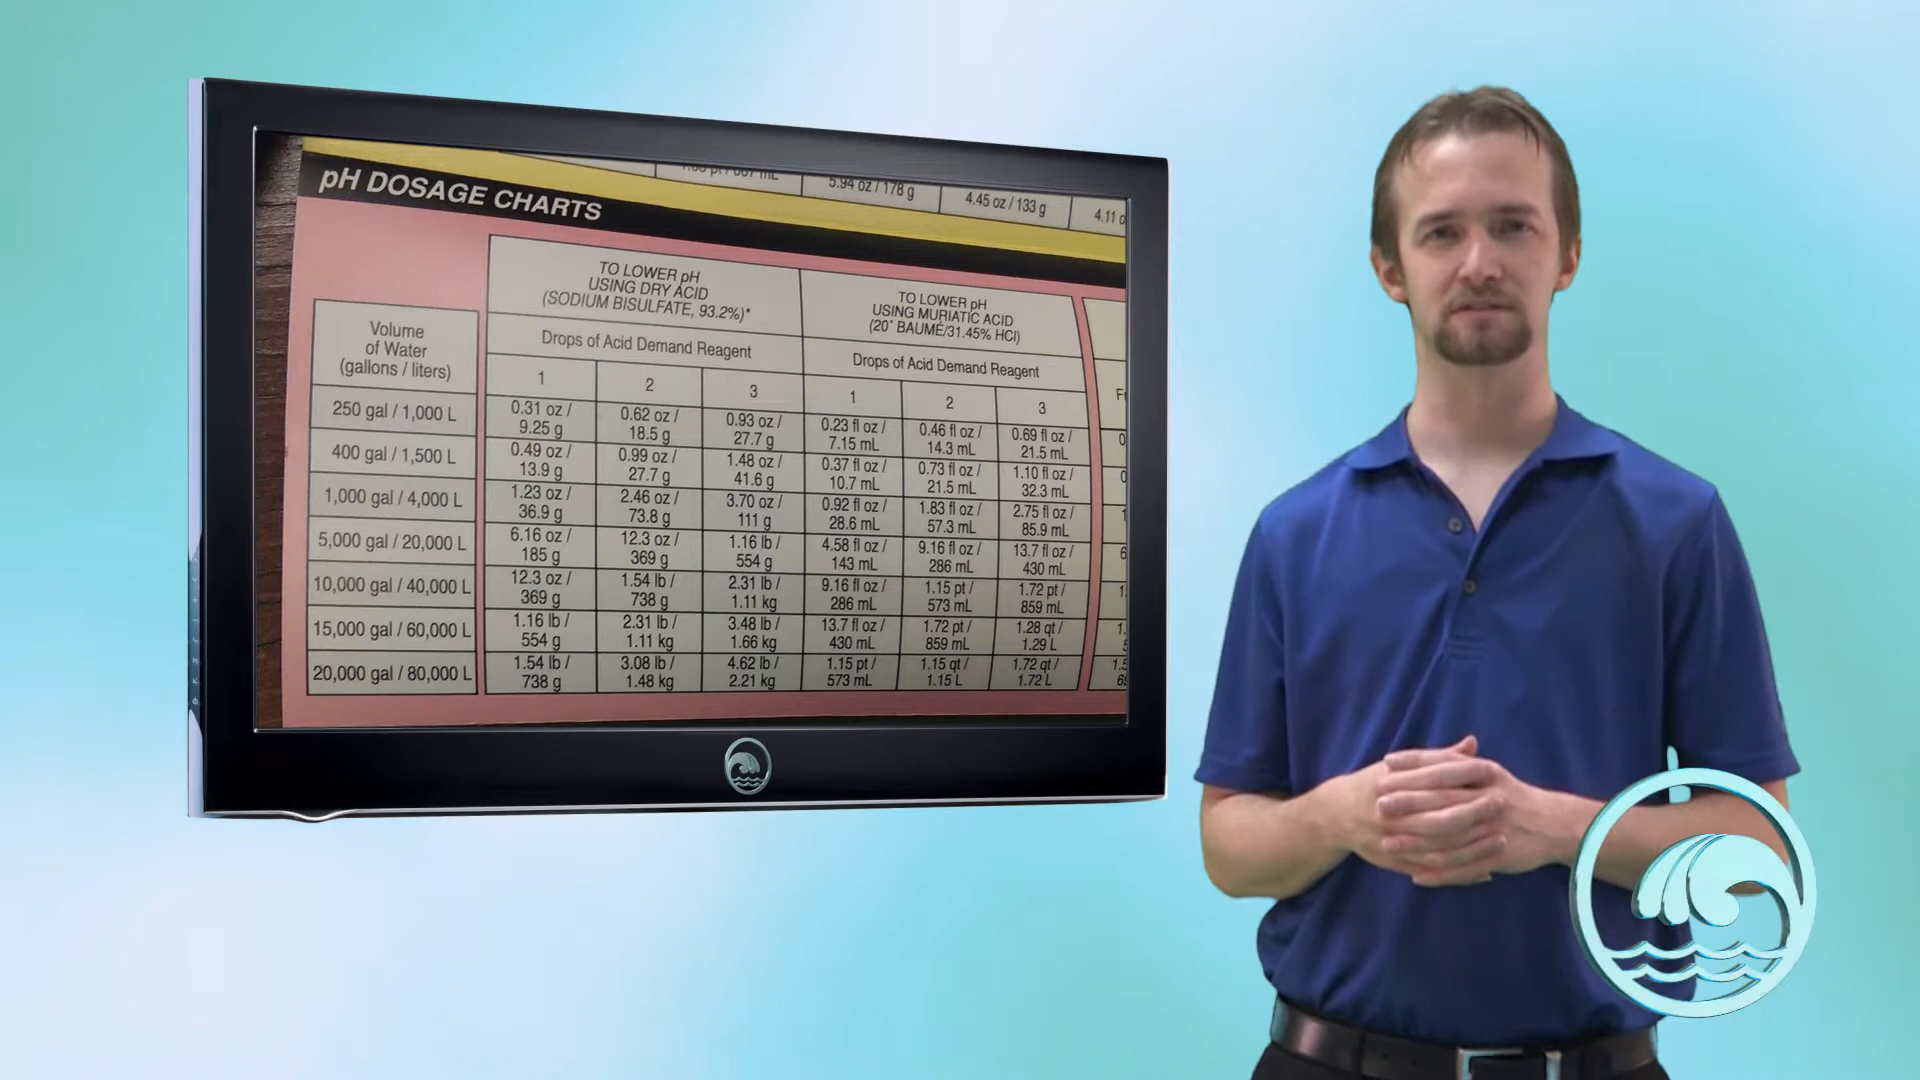 5.94 oz / 178 g
4.45 oz / 133 g
pH DOSAGE CHARTS
TO LOWER pH
USING DRY ACID
(SODIUM BISULFATE, 93.2%)*
TO LOWER pH
USING MURIATIC ACID
(20° BAUMÉ/31.45% HCl)
Volume
of Water
(gallons / liters)
Drops of Acid Demand Reagent
Drops of Acid Demand Reagent
1 2 3 1 2 3
250 gal / 1,000 L
0.31 oz / 0.62 oz / 0.93 oz / 0.23 fl oz / 0.46 fl oz / 0.69 fl oz /
9.25 g 18.5 g 27.7 g 7.15 mL 14.3 mL 21.5 mL
400 gal / 1,500 L
0.49 oz / 0.99 oz / 1.48 oz / 0.37 fl oz / 0.73 fl oz / 1.10 fl oz /
13.9 g 27.7 g 41.6 g 10.7 mL 21.5 mL 32.3 mL
1,000 gal / 4,000 L
1.23 oz / 2.46 oz / 3.70 oz / 0.92 fl oz / 1.83 fl oz / 2.75 fl oz /
36.9 g 73.8 g 111 g 28.6 mL 57.3 mL 85.9 mL
5,000 gal / 20,000 L
6.16 oz / 12.3 oz / 1.16 lb / 4.58 fl oz / 9.16 fl oz / 13.7 fl oz /
185 g 369 g 554 g 143 mL 286 mL 430 mL
10,000 gal / 40,000 L
12.3 oz / 1.54 lb / 2.31 lb / 9.16 fl oz / 1.15 pt / 1.72 pt /
369 g 738 g 1.11 kg 286 mL 573 mL 859 mL
15,000 gal / 60,000 L
1.16 lb / 2.31 lb / 3.48 lb / 13.7 fl oz / 1.72 pt / 1.28 qt /
554 g 1.11 kg 1.66 kg 430 mL 859 mL 1.29 L
20,000 gal / 80,000 L
1.54 lb / 3.08 lb / 4.62 lb / 1.15 pt / 1.15 qt / 1.72 qt /
738 g 1.48 kg 2.21 kg 573 mL 1.15 L 1.72 L